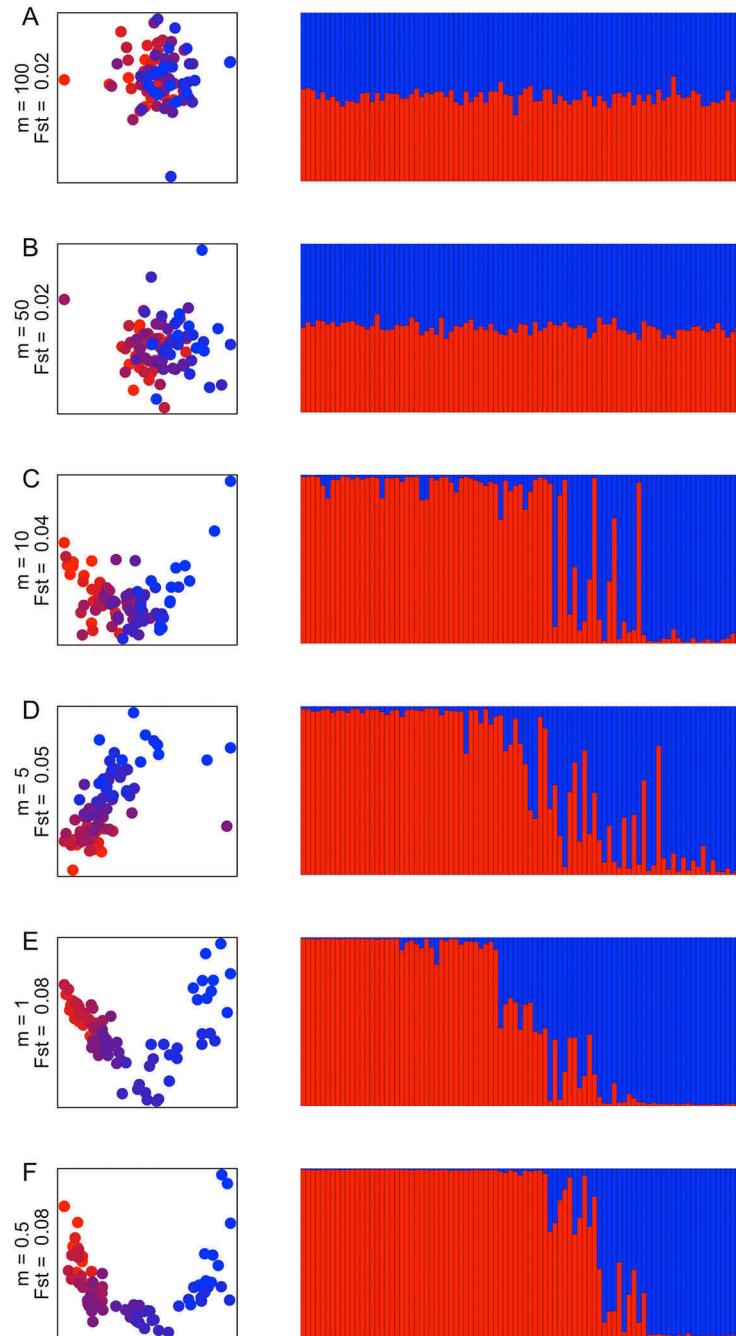 A
m = 100
Fst = 0.02
B
m = 50
Fst = 0.02
C
m = 10
Fst = 0.04
D
m = 5
Fst = 0.05
E
m = 1
Fst = 0.08
F
m = 0.5
Fst = 0.08